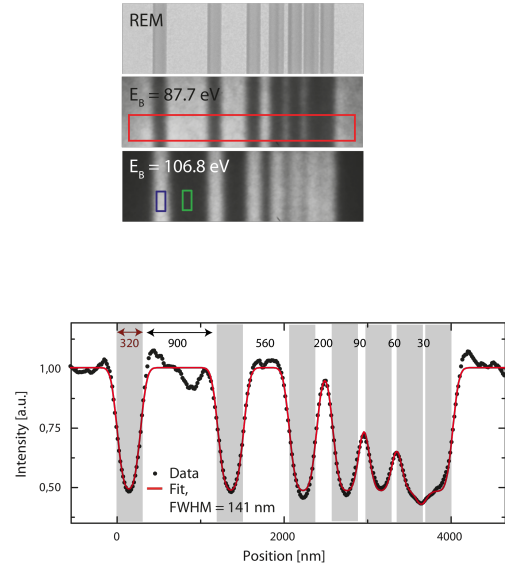 REM
E_B = 87.7 eV
E_B = 106.8 eV
320 900 560 200 90 60 30
1,00
0,75
0,50
Intensity [a.u.]
Data
Fit,
FWHM = 141 nm
0 2000 4000
Position [nm]